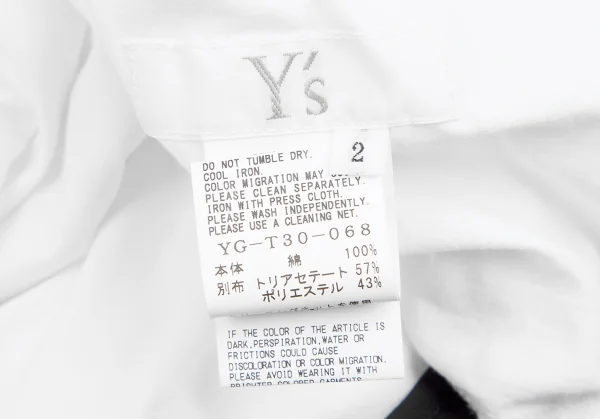 Y's
2
DO NOT TUMBLE DRY.
COOL IRON.
COLOR MIGRATION MAY
PLEASE CLEAN SEPARATELY.
IRON WITH PRESS CLOTH.
PLEASE WASH INDEPENDENTLY.
PLEASE USE A CLEANING NET.
YG-T30-068
本体 綿 100%
別布 トリアセテート 57%
ポリエステル 43%
IF THE COLOR OF THE ARTICLE IS
DARK,PERSPIRATION,WATER OR
FRICTIONS COULD CAUSE
DISCOLORATION OR COLOR MIGRATION.
PLEASE AVOID WEARING IT WITH
BRIGHTER COLORED GARMENTS